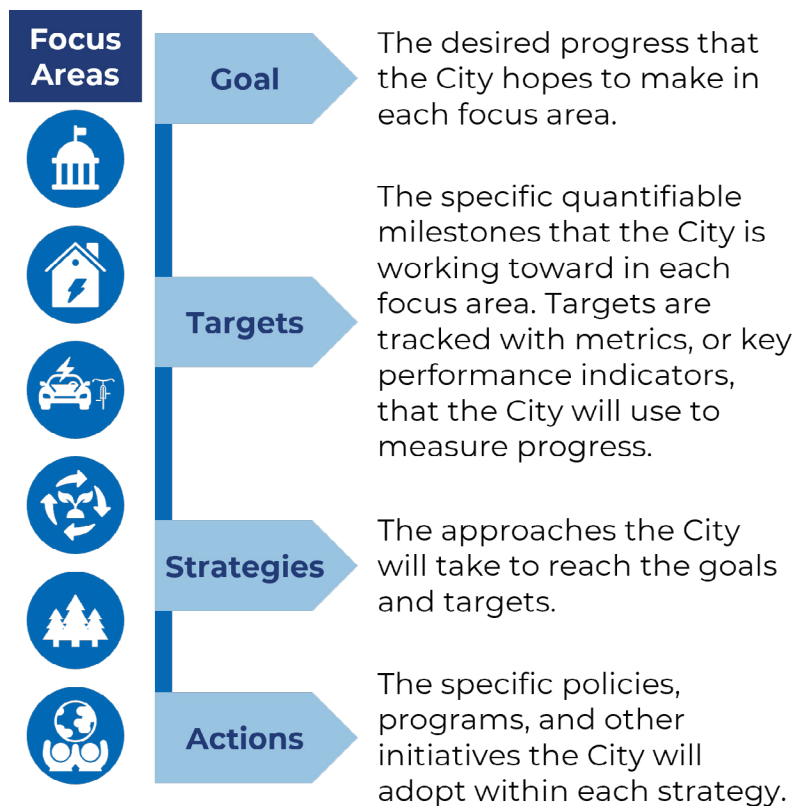 Focus
Areas
Goal
The desired progress that
the City hopes to make in
each focus area.
Targets
The specific quantifiable
milestones that the City is
working toward in each
focus area. Targets are
tracked with metrics, or key
performance indicators,
that the City will use to
measure progress.
Strategies
The approaches the City
will take to reach the goals
and targets.
Actions
The specific policies,
programs, and other
initiatives the City will
adopt within each strategy.